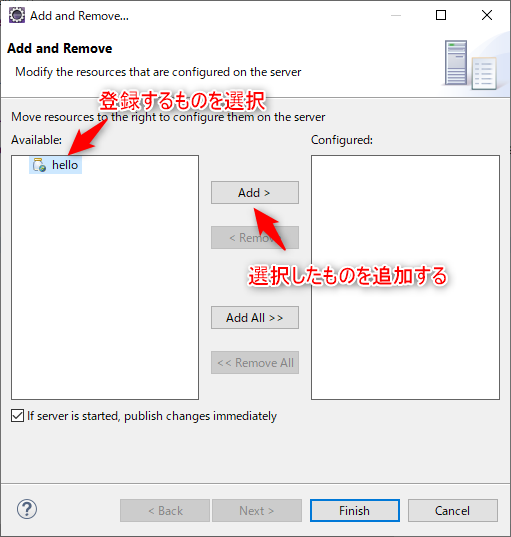 Add and Remove...
Add and Remove
Modify the resources that are configured on the server
登録するものを選択
Move resources to the right to configure them on the server
Available:
Configured:
hello
Add >
< Remove
選択したものを追加する
Add All >>
<< Remove All
If server is started, publish changes immediately
?
< Back
Next >
Finish
Cancel